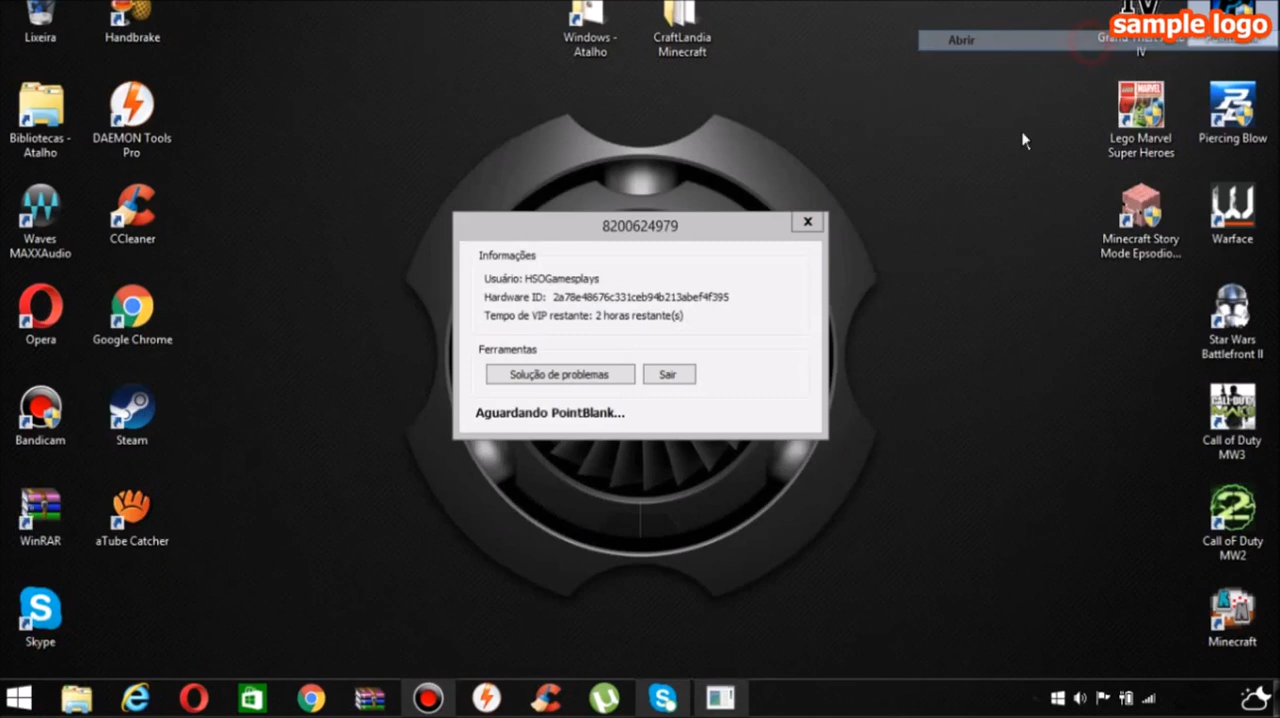 sample logo
Lixeira
Handbrake
Windows -
Atalho
CraftLandia
Minecraft
Abrir
IV
Bibliotecas -
Atalho
DAEMON Tools
Pro
Lego Marvel
Super Heroes
Piercing Blow
Waves
MAXXAudio
CCleaner
Minecraft Story
Mode Epsodio...
Warface
8200624979
Informações
Usuário: HSOGamesplays
Hardware ID: 2a78e48676c331ceb94b213abef4f395
Tempo de VIP restante: 2 horas restante(s)
Ferramentas
Solução de problemas
Sair
Aguardando PointBlank...
Opera
Google Chrome
Star Wars
Battlefront II
Bandicam
Steam
Call of Duty
MW3
WinRAR
aTube Catcher
Call oF Duty
MW2
Skype
Minecraft